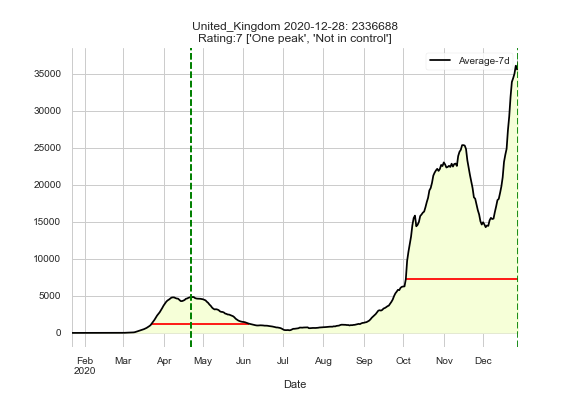 United_Kingdom 2020-12-28: 2336688
Rating:7 ['One peak', 'Not in control']
Average-7d
35000
30000
25000
20000
15000
10000
5000
0
Feb Mar Apr May Jun Jul Aug Sep Oct Nov Dec
2020
Date